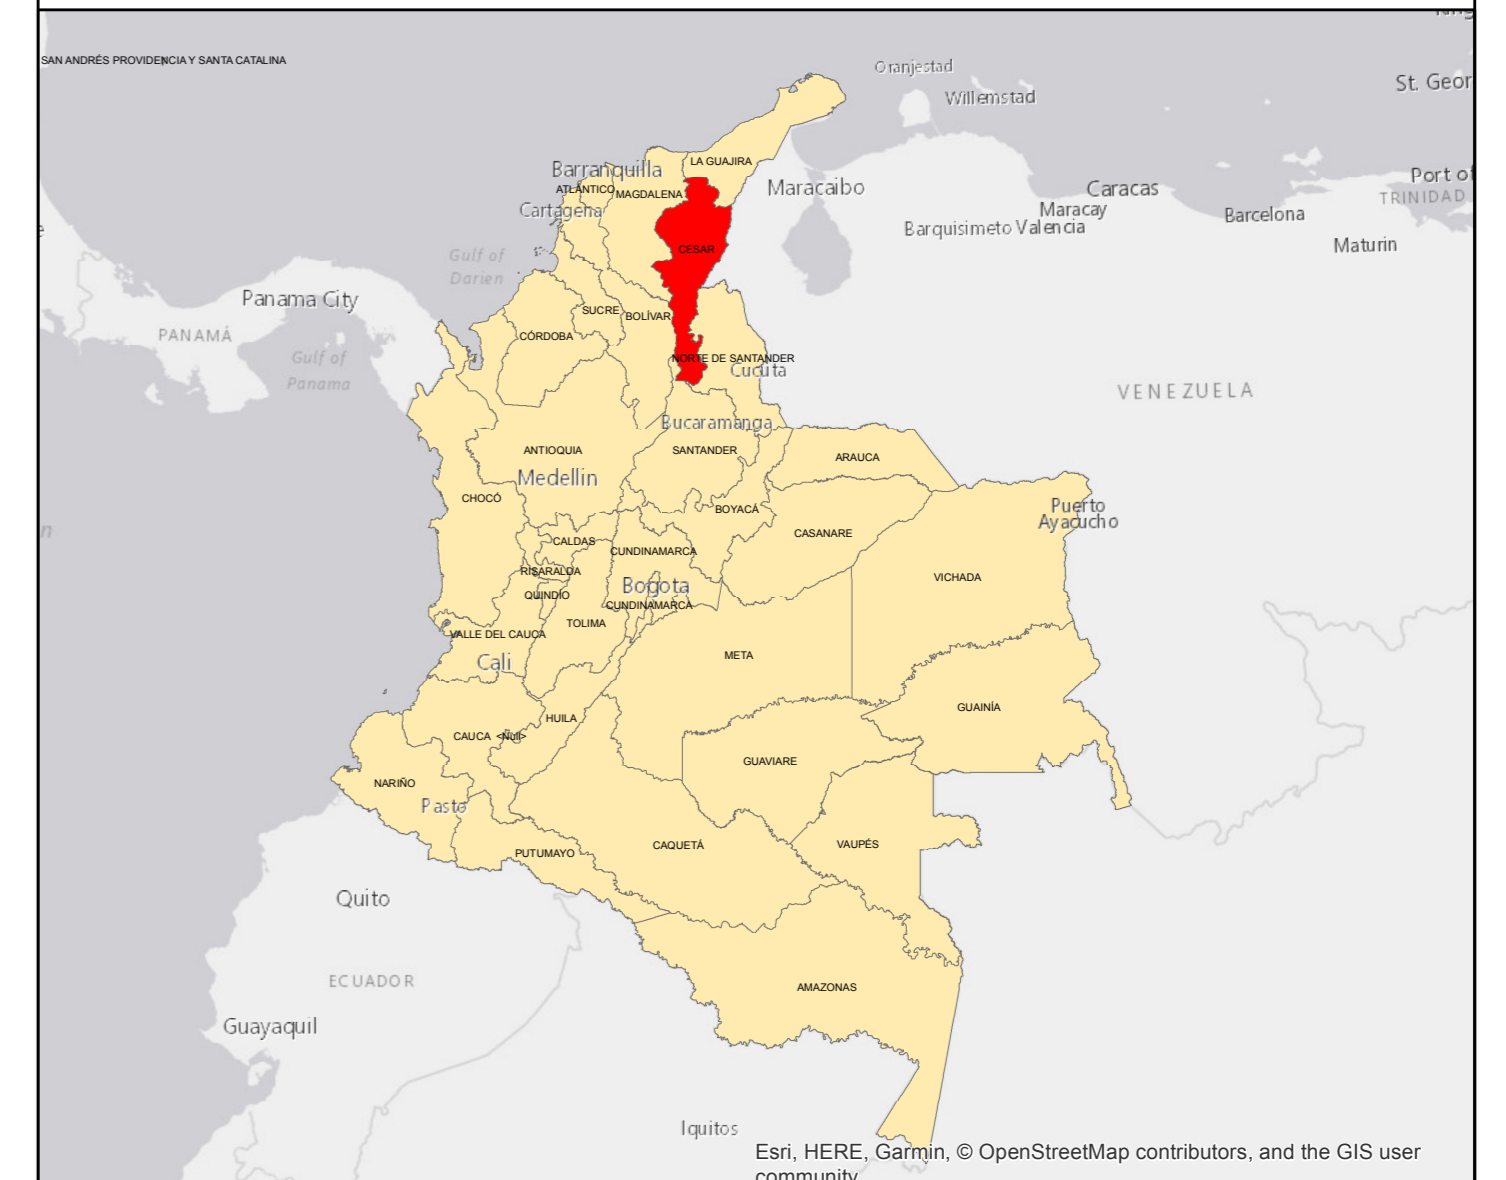 SAN ANDRÉS PROVIDENCIA Y SANTA CATALINA
Oranjestad
Willemstad
St. Geor
LA GUAJIRA
Barranquilla
ATLÁNTICO
MAGDALENA
Maracaibo
Caracas
Port of
TRINIDAD
Cartagena
Maracay
Barcelona
Barquisimeto
Valencia
Maturin
CESAR
Gulf of
Darien
Panama City
SUCRE
BOLÍVAR
PANAMÁ
CÓRDOBA
Gulf of
Panama
NORTE DE SANTANDER
Cucuta
VENEZUELA
Bucaramanga
ANTIOQUIA
SANTANDER
ARAUCA
Medellin
CHOCÓ
BOYACÁ
Puerto
Ayacucho
CASANARE
CALDAS
CUNDINAMARCA
RISARALDA
VICHADA
Bogota
QUINDÍO
CUNDINAMARCA
TOLIMA
VALLE DEL CAUCA
META
Cali
GUAINÍA
HUILA
CAUCA
<Null>
GUAVIARE
NARIÑO
Pasto
CAQUETÁ
VAUPÉS
PUTUMAYO
Quito
ECUADOR
AMAZONAS
Guayaquil
Iquitos
Esri, HERE, Garmin, © OpenStreetMap contributors, and the GIS user
community